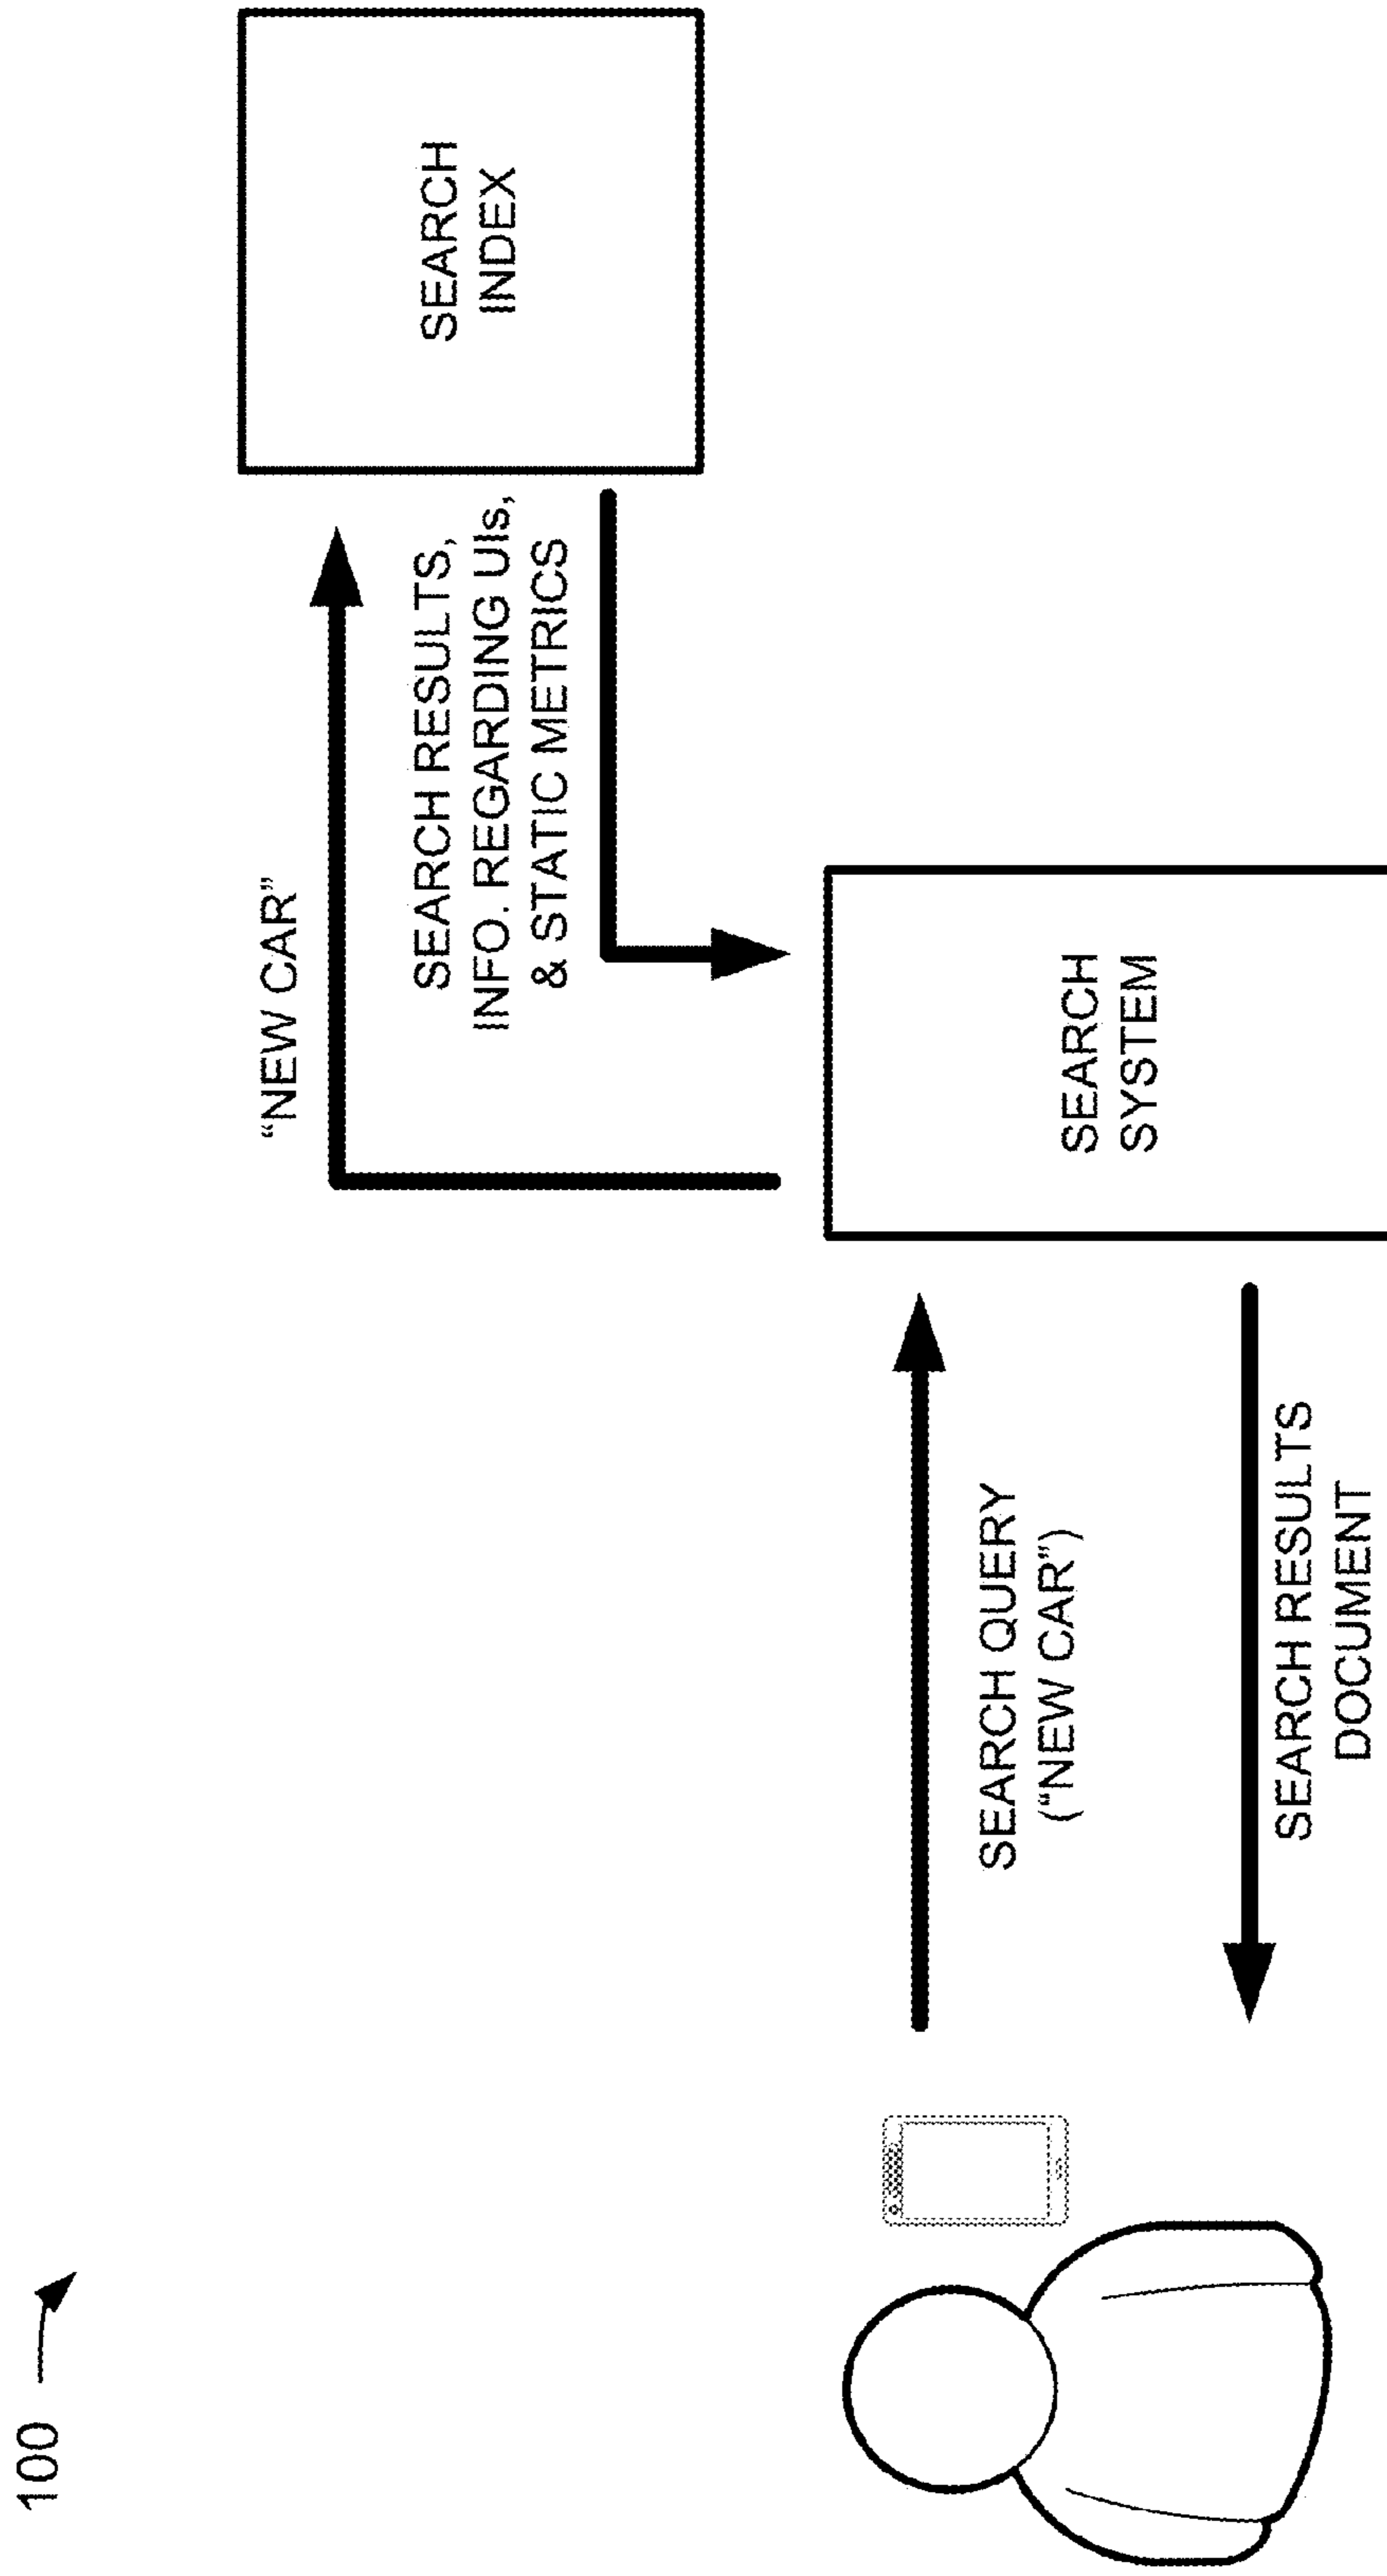 100
"NEW CAR"
SEARCH RESULTS,
INFO. REGARDING UIs,
& STATIC METRICS
SEARCH
INDEX
SEARCH QUERY
("NEW CAR")
SEARCH
SYSTEM
SEARCH RESULTS
DOCUMENT